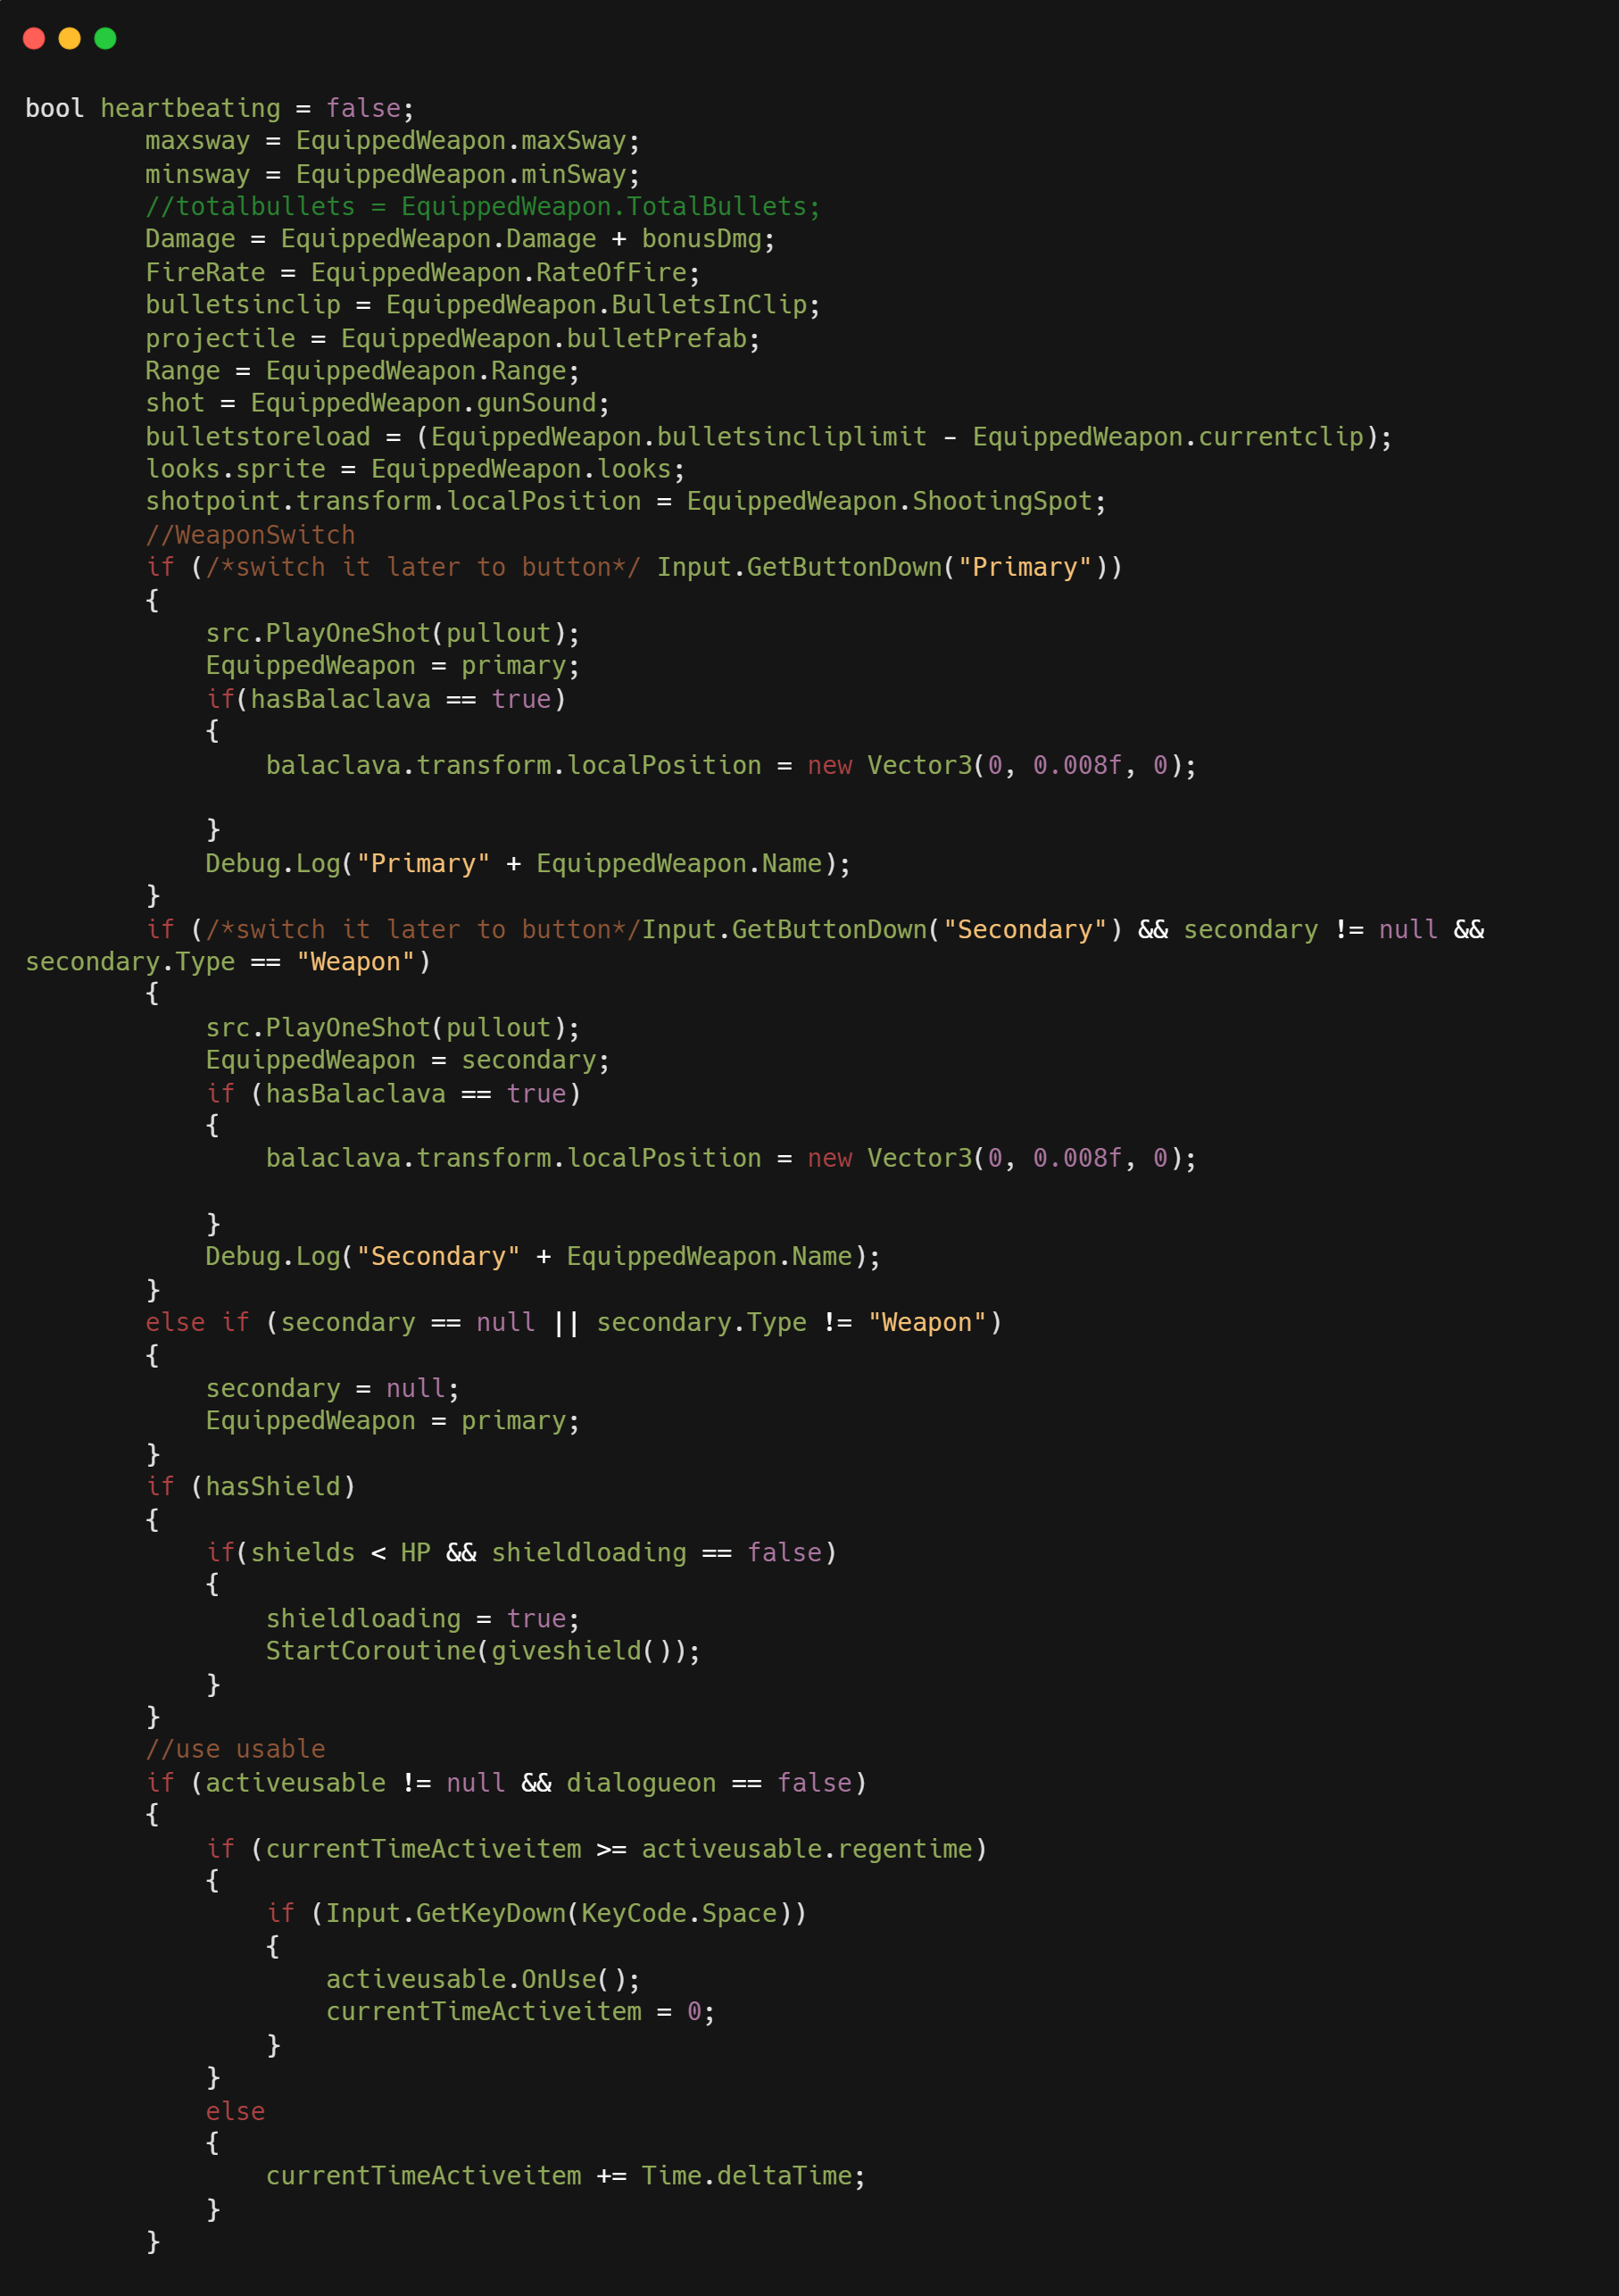 bool heartbeating = false;
        maxsway = EquippedWeapon.maxSway;
        minsway = EquippedWeapon.minSway;
        //totalbullets = EquippedWeapon.TotalBullets;
        Damage = EquippedWeapon.Damage + bonusDmg;
        FireRate = EquippedWeapon.RateOfFire;
        bulletsinclip = EquippedWeapon.BulletsInClip;
        projectile = EquippedWeapon.bulletPrefab;
        Range = EquippedWeapon.Range;
        shot = EquippedWeapon.gunSound;
        bulletstoreload = (EquippedWeapon.bulletsincliplimit - EquippedWeapon.currentclip);
        looks.sprite = EquippedWeapon.looks;
        shotpoint.transform.localPosition = EquippedWeapon.ShootingSpot;
        //WeaponSwitch
        if (/*switch it later to button*/ Input.GetButtonDown("Primary"))
        {
            src.PlayOneShot(pullout);
            EquippedWeapon = primary;
            if(hasBalaclava == true)
            {
                balaclava.transform.localPosition = new Vector3(0, 0.008f, 0);

            }
            Debug.Log("Primary" + EquippedWeapon.Name);
        }
        if (/*switch it later to button*/Input.GetButtonDown("Secondary") && secondary != null &&
secondary.Type == "Weapon")
        {
            src.PlayOneShot(pullout);
            EquippedWeapon = secondary;
            if (hasBalaclava == true)
            {
                balaclava.transform.localPosition = new Vector3(0, 0.008f, 0);

            }
            Debug.Log("Secondary" + EquippedWeapon.Name);
        }
        else if (secondary == null || secondary.Type != "Weapon")
        {
            secondary = null;
            EquippedWeapon = primary;
        }
        if (hasShield)
        {
            if(shields < HP && shieldloading == false)
            {
                shieldloading = true;
                StartCoroutine(giveshield());
            }
        }
        //use usable
        if (activeusable != null && dialogueon == false)
        {
            if (currentTimeActiveitem >= activeusable.regentime)
            {
                if (Input.GetKeyDown(KeyCode.Space))
                {
                    activeusable.OnUse();
                    currentTimeActiveitem = 0;
                }
            }
            else
            {
                currentTimeActiveitem += Time.deltaTime;
            }
        }